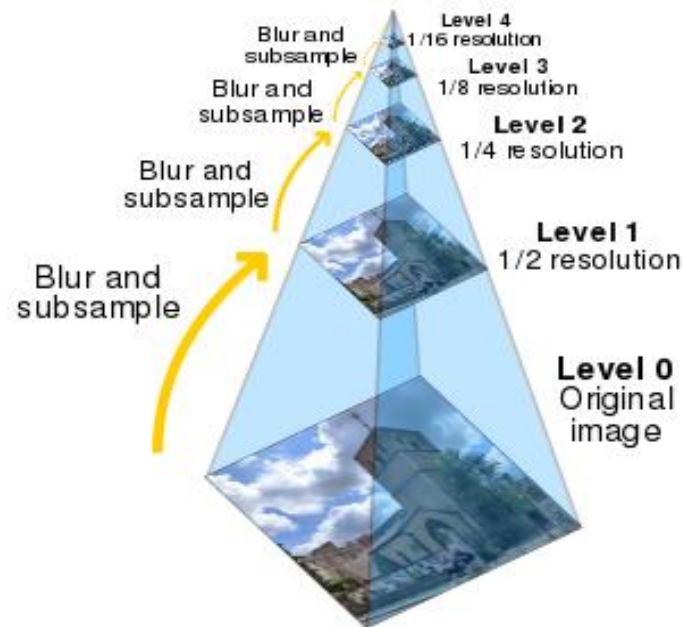 Level 4
1/16 resolution
Blur and
subsample
Level 3
1/8 resolution
Blur and
subsample
Level 2
1/4 resolution
Blur and
subsample
Level 1
1/2 resolution
Blur and
subsample
Level 0
Original
image